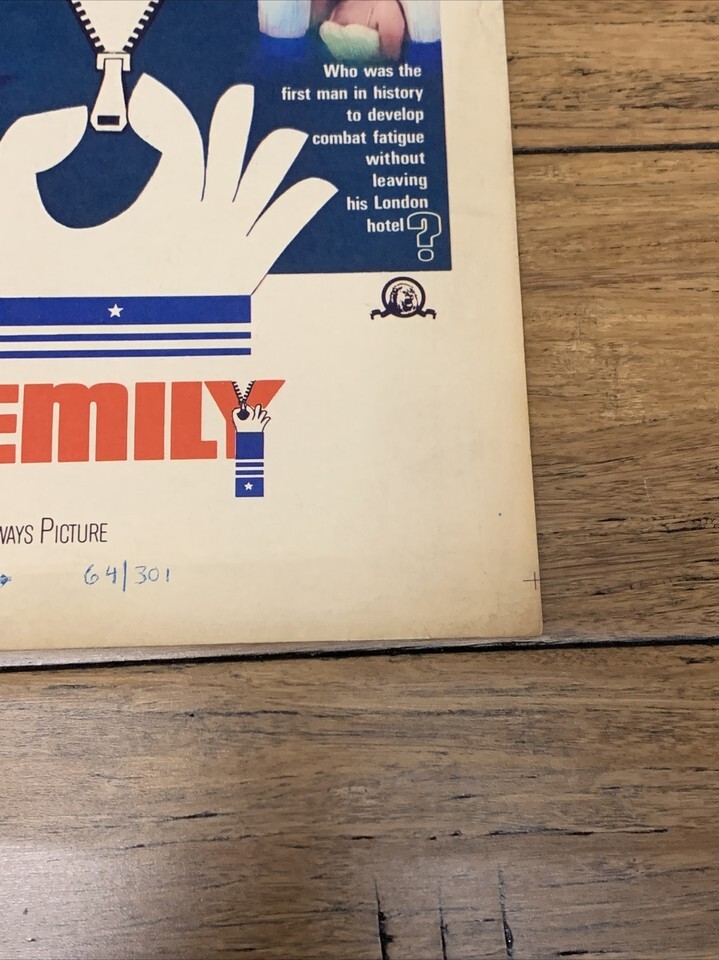 Who was the
first man in history
to develop
combat fatigue
without
leaving
his London
hotel?
EMILY
WAYS PICTURE
64/301